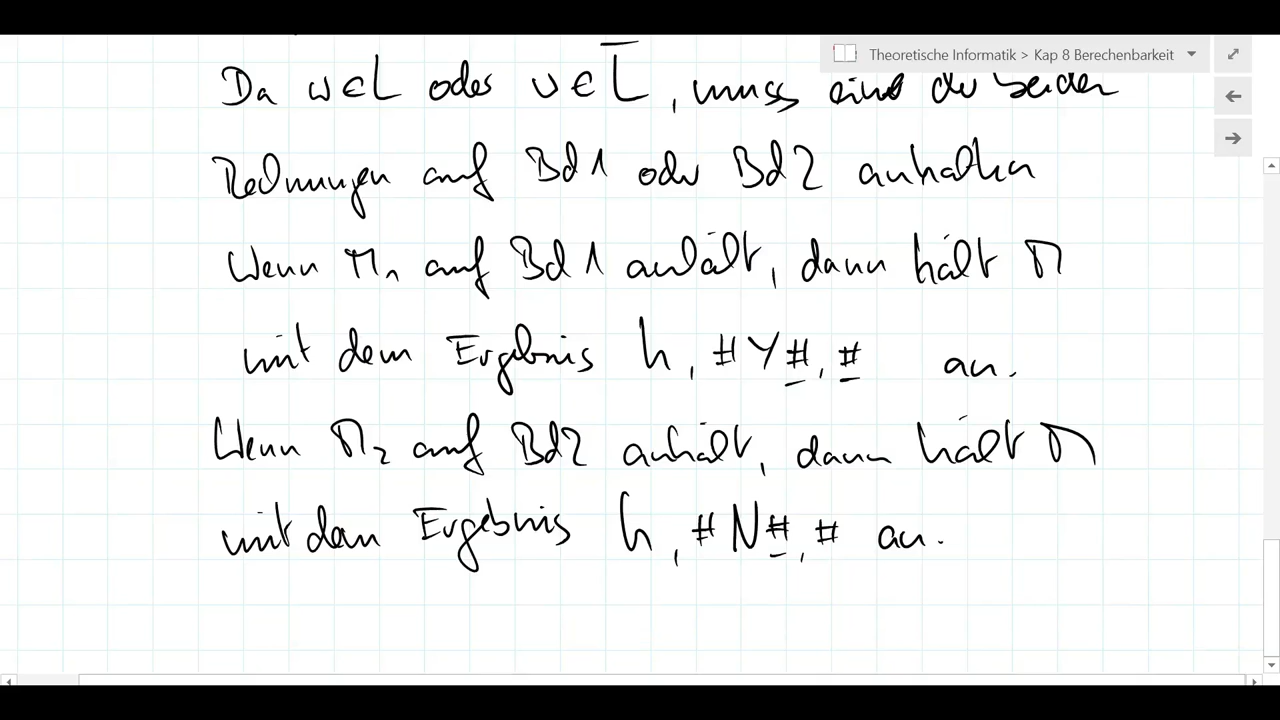 Theoretische Informatik > Kap 8 Berechenbarkeit
Da w ∈ L oder w ∈ L̅, muss eine der beiden
Rechnungen auf Bd1 oder Bd2 anhalten
Wenn M₁ auf Bd1 anhält, dann hält M
mit dem Ergebnis h, #Y#̲, #̲ an.
Wenn M₂ auf Bd2 anhält, dann hält M
mit dem Ergebnis h, #N#̲, # an.